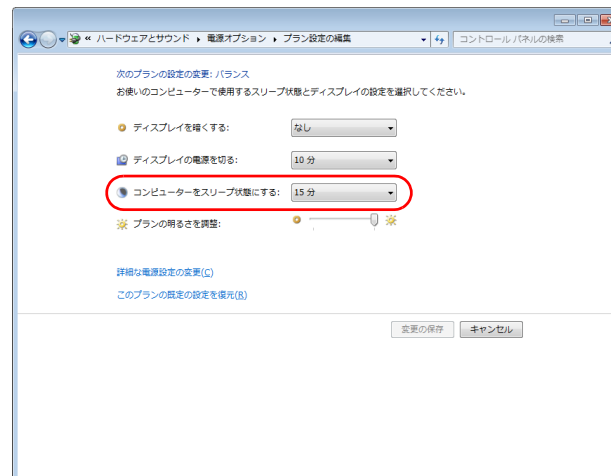 « ハードウェアとサウンド ▸ 電源オプション ▸ プラン設定の編集
コントロール パネルの検索
次のプランの設定の変更: バランス
お使いのコンピューターで使用するスリープ状態とディスプレイの設定を選択してください。
ディスプレイを暗くする: なし
ディスプレイの電源を切る: 10 分
コンピューターをスリープ状態にする: 15 分
プランの明るさを調整:
詳細な電源設定の変更(C)
このプランの既定の設定を復元(R)
変更の保存 キャンセル